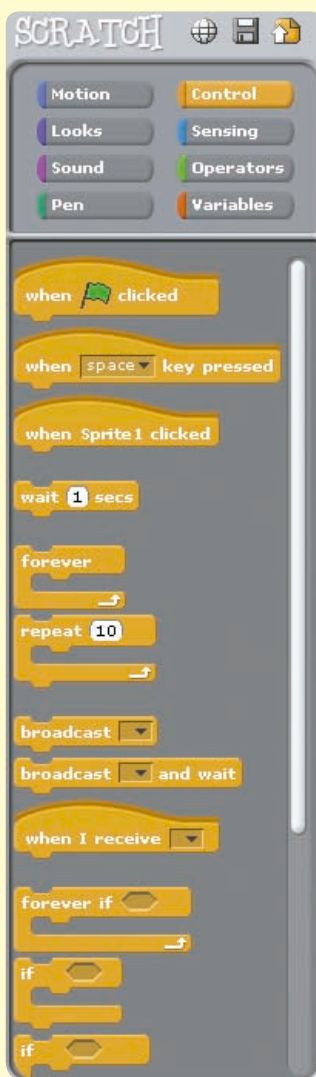 SCRATCH
Motion Control
Looks Sensing
Sound Operators
Pen Variables
when clicked
when space key pressed
when Sprite1 clicked
wait 1 secs
forever
repeat 10
broadcast
broadcast and wait
when I receive
forever if
if
if